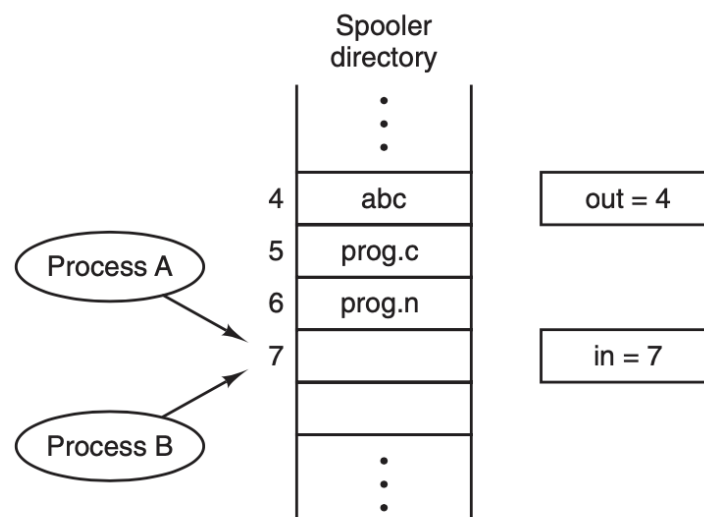 Spooler
directory
4 abc out = 4
5 prog.c
Process A
6 prog.n
7 in = 7
Process B